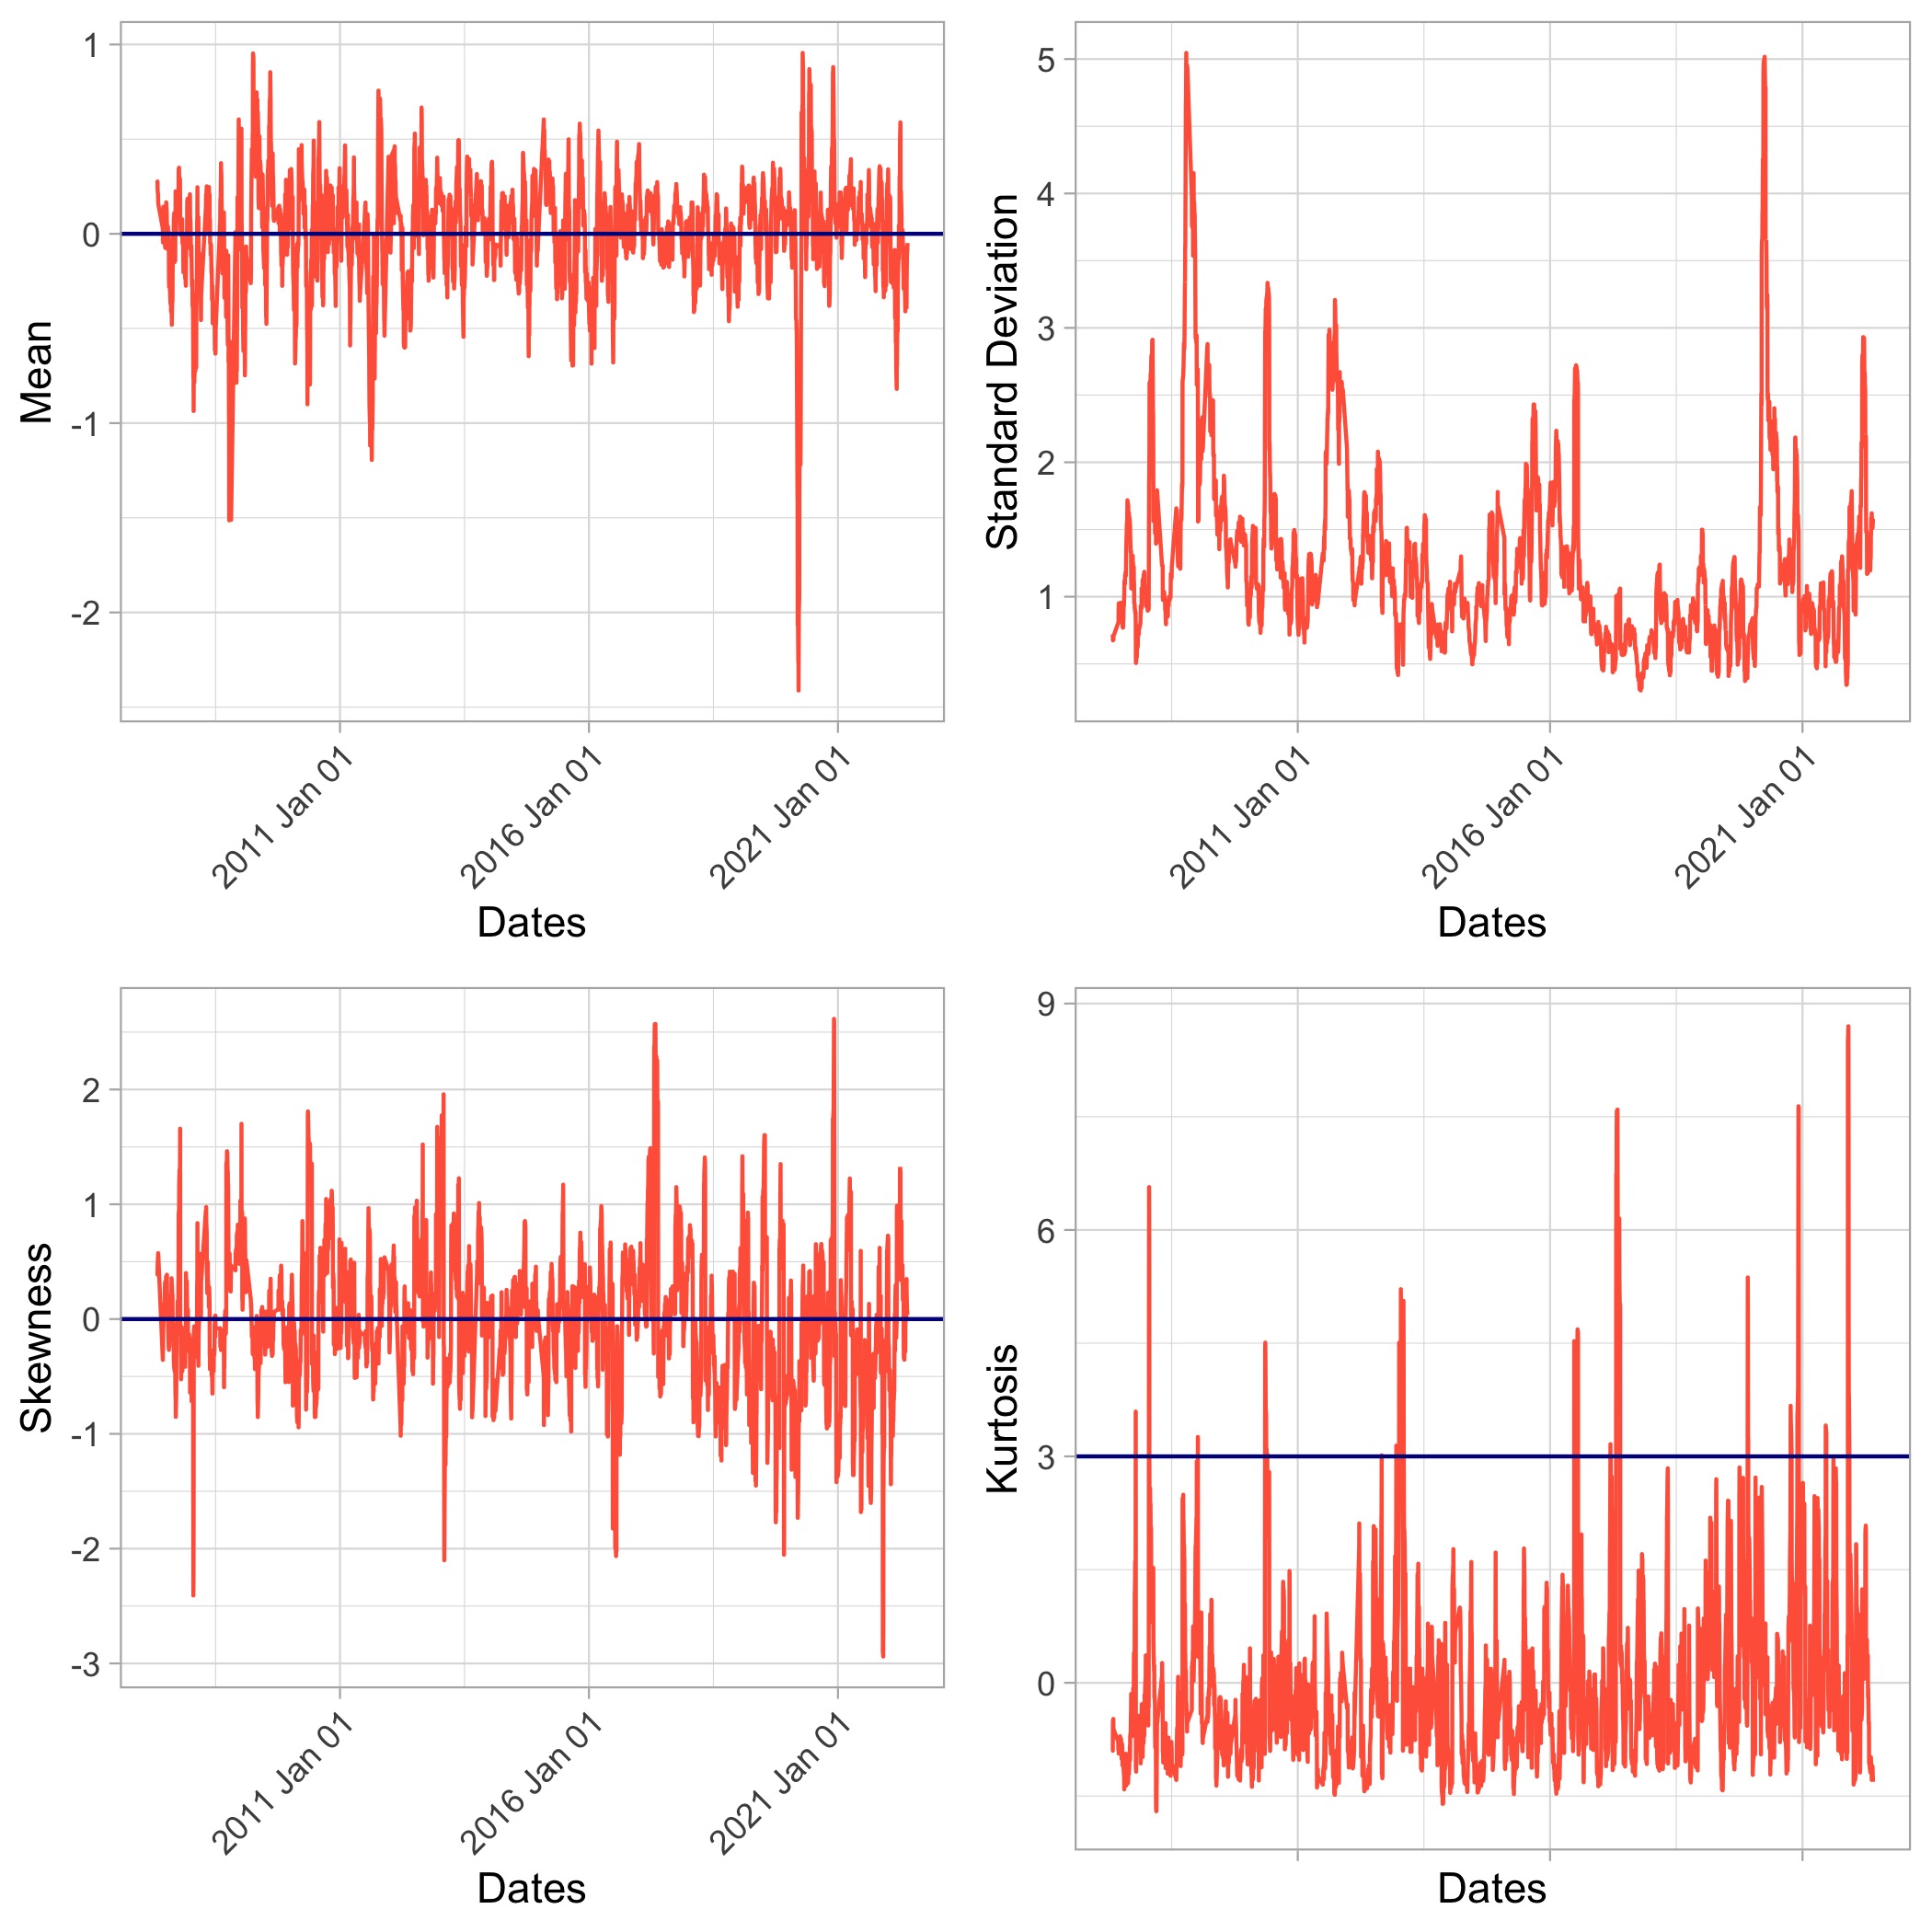 Mean
1
0
-1
-2
2011 Jan 01
2016 Jan 01
2021 Jan 01
Dates
Standard Deviation
5
4
3
2
1
2011 Jan 01
2016 Jan 01
2021 Jan 01
Dates
Skewness
2
1
0
-1
-2
-3
2011 Jan 01
2016 Jan 01
2021 Jan 01
Dates
Kurtosis
9
6
3
0
Dates